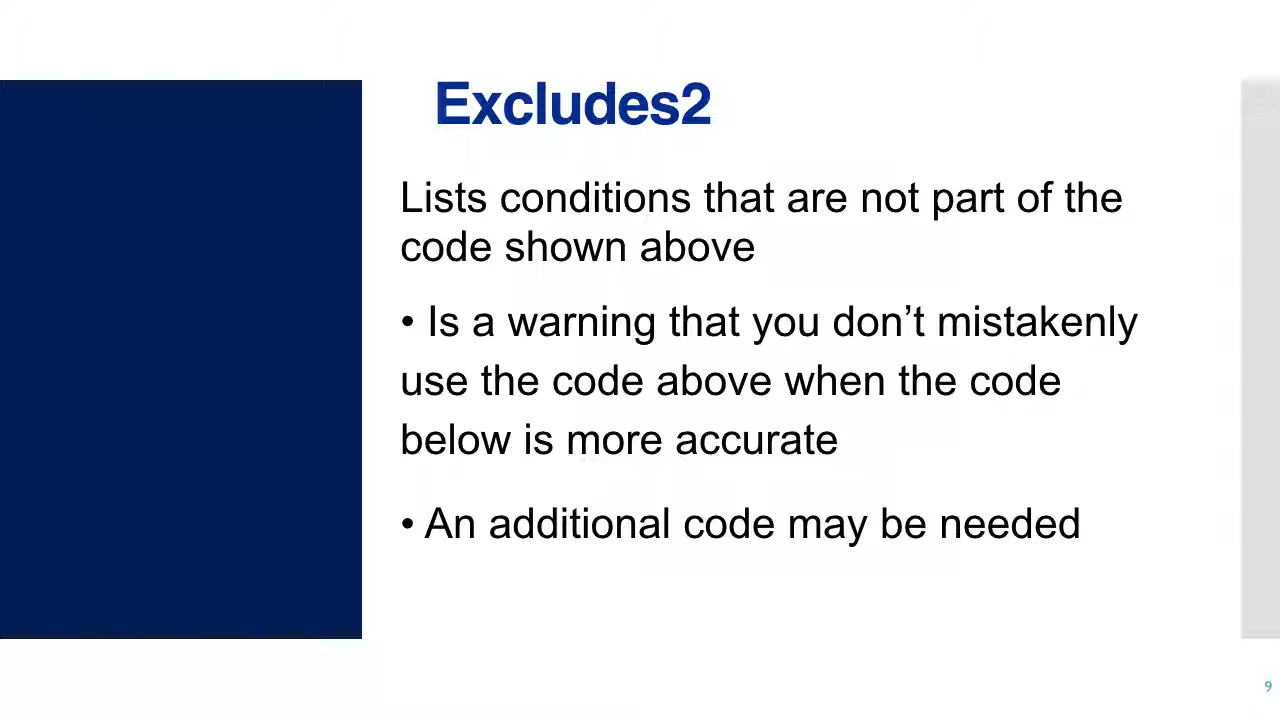 Excludes2
Lists conditions that are not part of the
code shown above
• Is a warning that you don’t mistakenly
use the code above when the code
below is more accurate
• An additional code may be needed
9